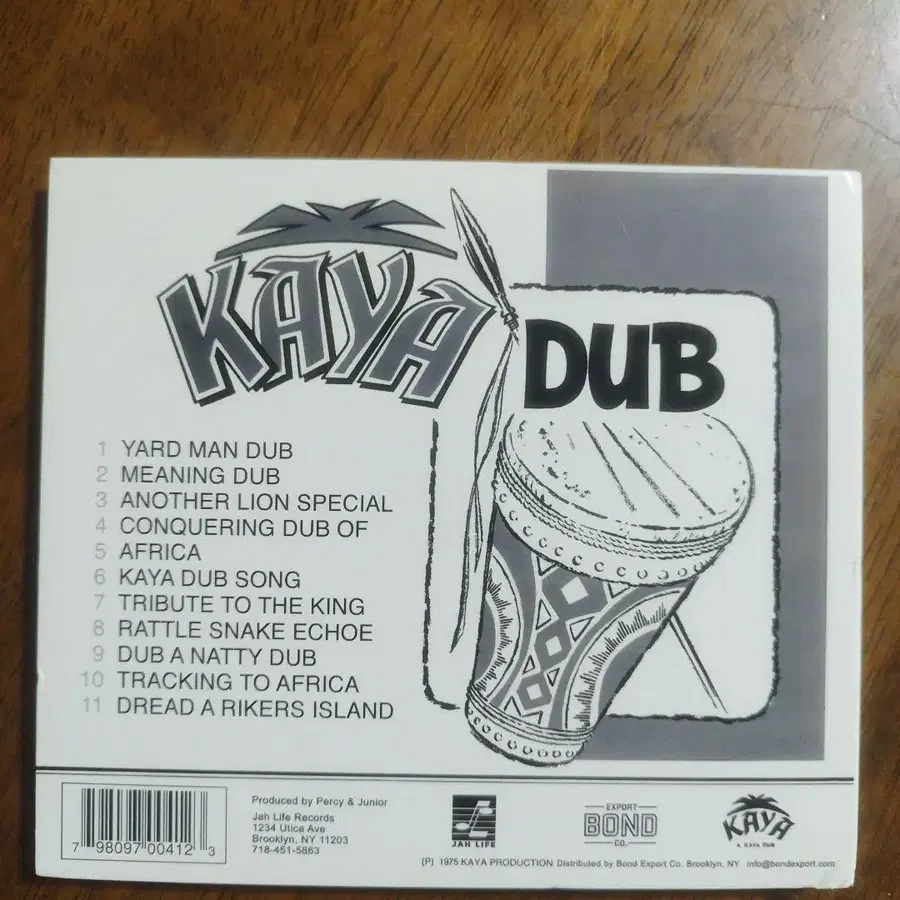 KAYA
DUB
1 YARD MAN DUB
2 MEANING DUB
3 ANOTHER LION SPECIAL
4 CONQUERING DUB OF
5 AFRICA
6 KAYA DUB SONG
7 TRIBUTE TO THE KING
8 RATTLE SNAKE ECHOE
9 DUB A NATTY DUB
10 TRACKING TO AFRICA
11 DREAD A RIKERS ISLAND
7 98097 00412 3
Produced by Percy & Junior
Jah Life Records
1234 Utica Ave
Brooklyn, NY 11203
718-451-5863
JAH LIFE
EXPORT
BOND
CO.
KAYA
A KAYA DUB
(P) 1975 KAYA PRODUCTION Distributed by Bond Export Co. Brooklyn, NY info@bondexport.com